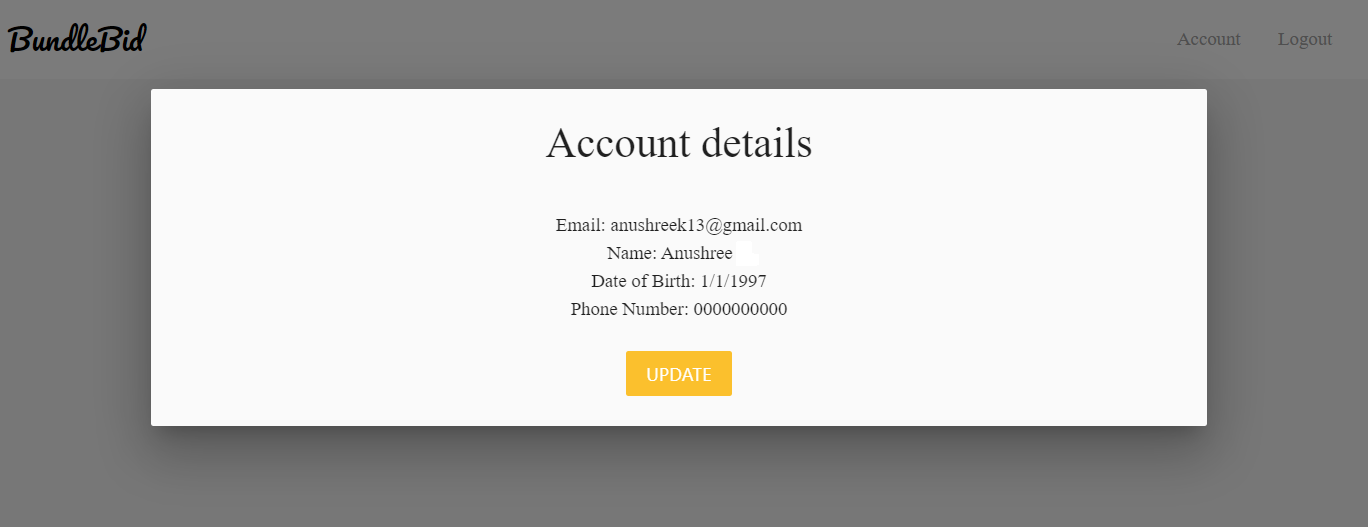 BundleBid
Account Logout
Account details
Email: anushreek13@gmail.com
Name: Anushree
Date of Birth: 1/1/1997
Phone Number: 0000000000
UPDATE